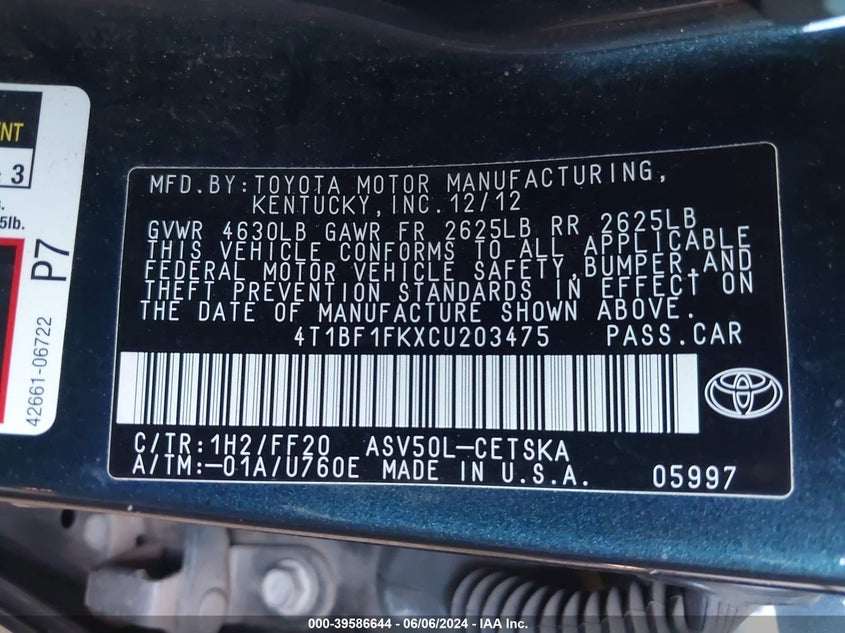 NT
3
5lb.
P7
42661-06722
MFD.BY:TOYOTA MOTOR MANUFACTURING,
KENTUCKY,INC.12/12
GVWR 4630LB GAWR FR 2625LB RR 2625LB
THIS VEHICLE CONFORMS TO ALL APPLICABLE
FEDERAL MOTOR VEHICLE SAFETY,BUMPER,AND
THEFT PREVENTION STANDARDS IN EFFECT ON
THE DATE OF MANUFACTURE SHOWN ABOVE.
4T1BF1FKXCU203475 PASS.CAR
C/TR:1H2/FF20 ASV50L-CETSKA
A/TM:-01A/U760E MADE IN U.S.A. 05997
000-39586644 - 06/06/2024 - IAA Inc.